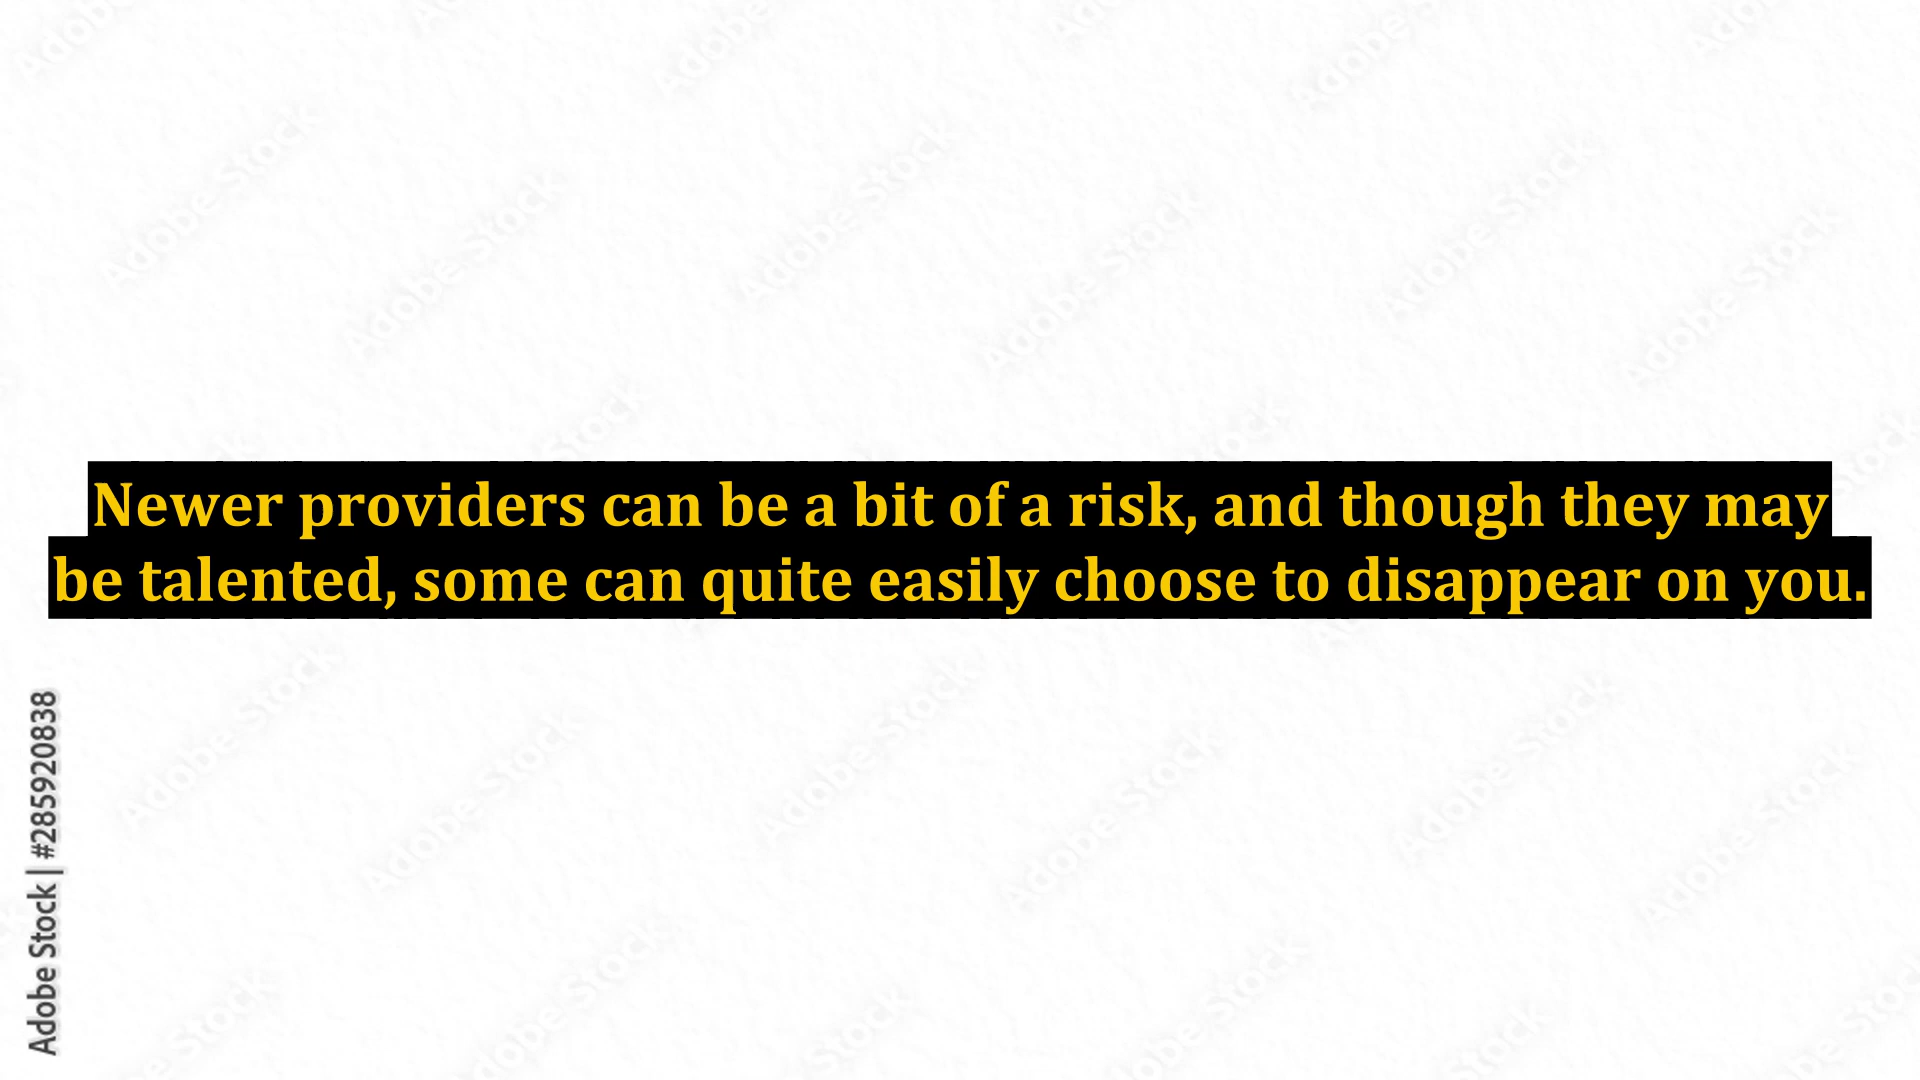 Newer providers can be a bit of a risk, and though they may
be talented, some can quite easily choose to disappear on you.
Adobe Stock | #285920838